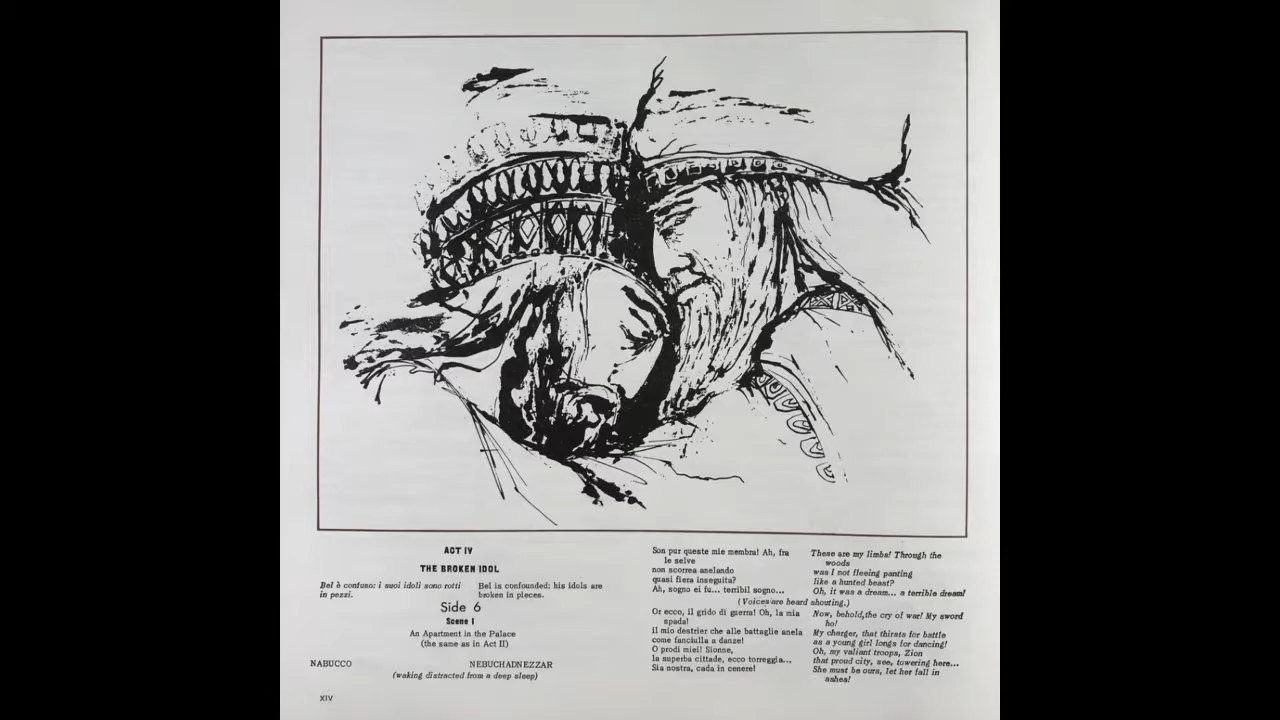 ACT IV
THE BROKEN IDOL
Bel è confuso: i suoi idoli sono rotti
in pezzi.
Bel is confounded: his idols are
broken in pieces.
Side 6
Scene I
An Apartment in the Palace
(the same as in Act II)
NABUCCO
NEBUCHADNEZZAR
(waking distracted from a deep sleep)
XIV
Son pur queste mie membra! Ah, fra
le selve
non scorrea anelando
quasi fiera inseguita?
Ah, sogno ei fu... terribil sogno...
These are my limbs! Through the
woods
was I not fleeing panting
like a hunted beast?
Oh, it was a dream... a terrible dream!
(Voices are heard shouting.)
Or ecco, il grido di guerra! Oh, la mia
spada!
il mio destrier che alle battaglie anela
come fanciulla a danze!
O prodi miei! Sionne,
la superba cittade, ecco torreggia...
Sia nostra, cada in cenere!
Now, behold,the cry of war! My sword
ho!
My charger, that thirsts for battle
as a young girl longs for dancing!
Oh, my valiant troops, Zion
that proud city, see, towering here...
She must be ours, let her fall in
ashes!